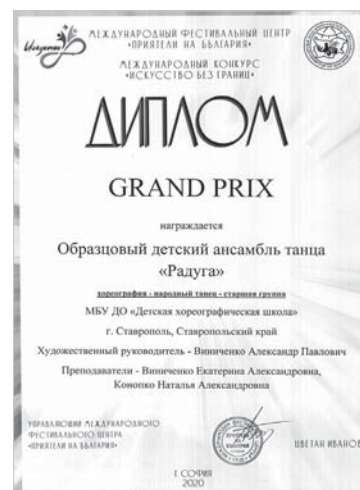 Искусство
МЕЖДУНАРОДНЫЙ ФЕСТИВАЛЬНЫЙ ЦЕНТР
«ПРИЯТЕЛИ НА БЪЛГАРИЯ»
МЕЖДУНАРОДНЫЙ КОНКУРС
«ИСКУССТВО БЕЗ ГРАНИЦ»
ДИПЛОМ
GRAND PRIX
награждается
Образцовый детский ансамбль танца
«Радуга»
хореография - народный танец - старшая группа
МБУ ДО «Детская хореографическая школа»
г. Ставрополь, Ставропольский край
Художественный руководитель - Виниченко Александр Павлович
Преподаватели - Виниченко Екатерина Александровна,
Конопко Наталья Александровна
УПРАВЛЯЮЩИЙ МЕЖДУНАРОДНОГО
ФЕСТИВАЛЬНОГО ЦЕНТРА
«ПРИЯТЕЛИ НА БЪЛГАРИЯ»
ЦВЕТАН ИВАНОВ
Г. СОФИЯ
2020